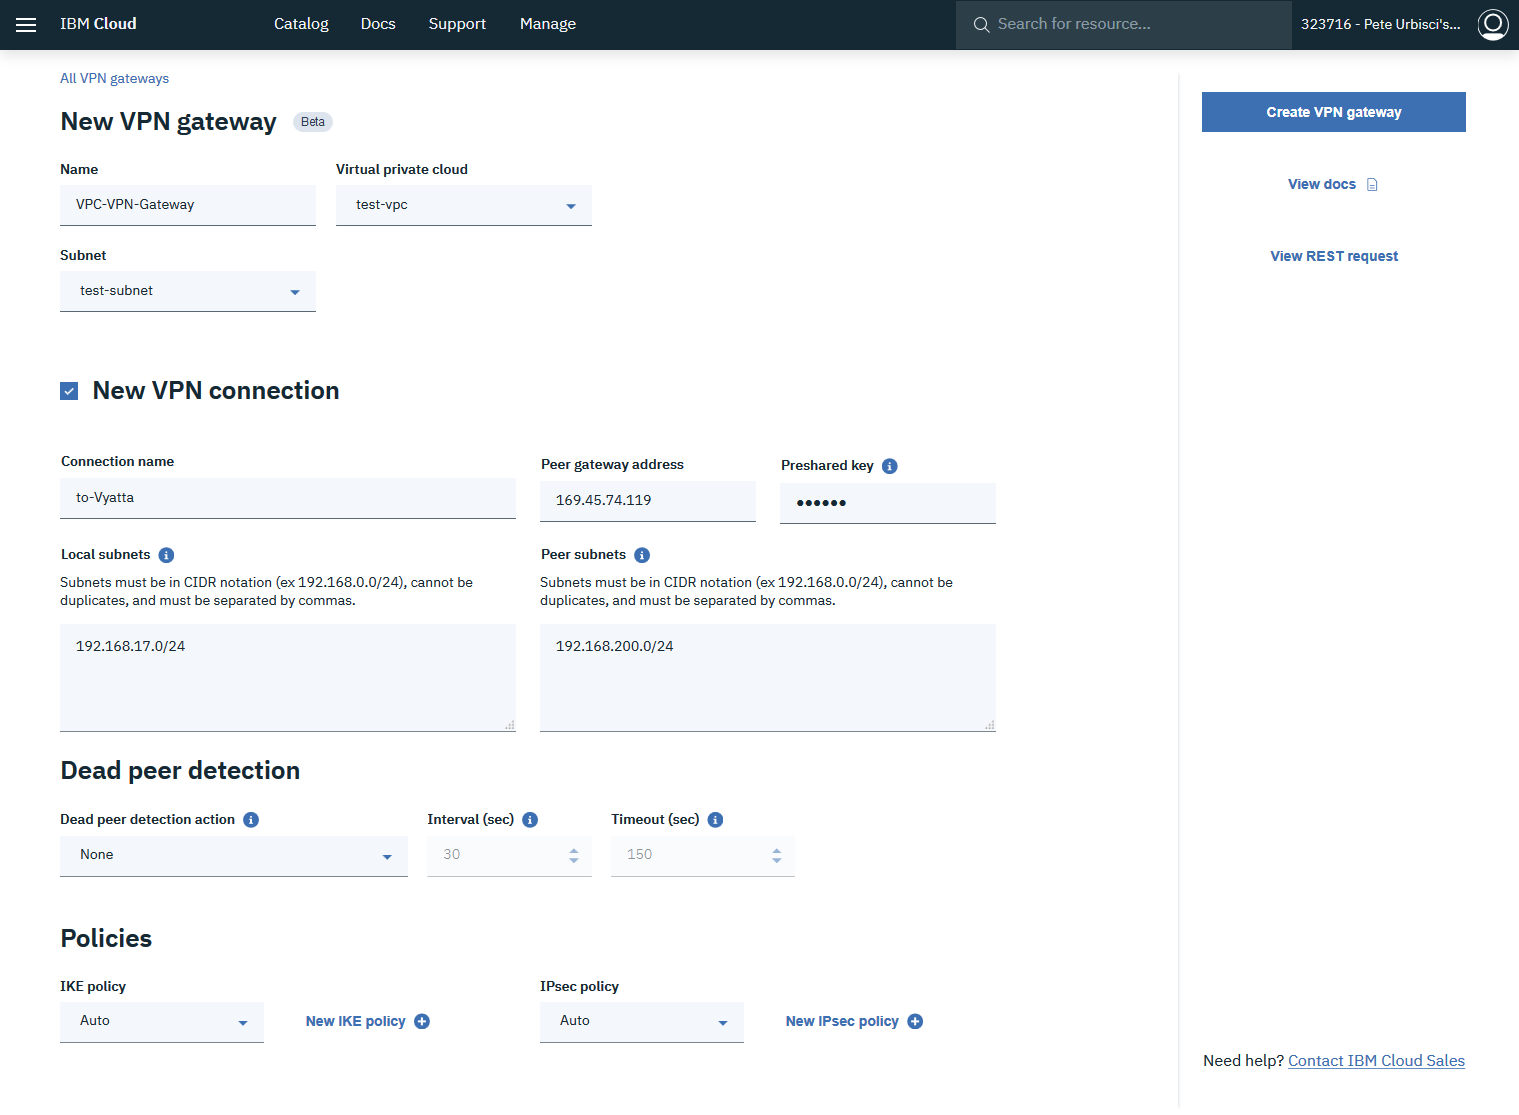 IBM Cloud
Catalog
Docs
Support
Manage
Search for resource...
323716 - Pete Urbisci's...
All VPN gateways
New VPN gateway
Beta
Create VPN gateway
Name
Virtual private cloud
VPC-VPN-Gateway
test-vpc
View docs
Subnet
View REST request
test-subnet
New VPN connection
Connection name
Peer gateway address
Preshared key
to-Vyatta
169.45.74.119
••••••
Local subnets
Peer subnets
Subnets must be in CIDR notation (ex 192.168.0.0/24), cannot be
duplicates, and must be separated by commas.
Subnets must be in CIDR notation (ex 192.168.0.0/24), cannot be
duplicates, and must be separated by commas.
192.168.17.0/24
192.168.200.0/24
Dead peer detection
Dead peer detection action
Interval (sec)
Timeout (sec)
None
30
150
Policies
IKE policy
IPsec policy
Auto
New IKE policy
Auto
New IPsec policy
Need help? Contact IBM Cloud Sales